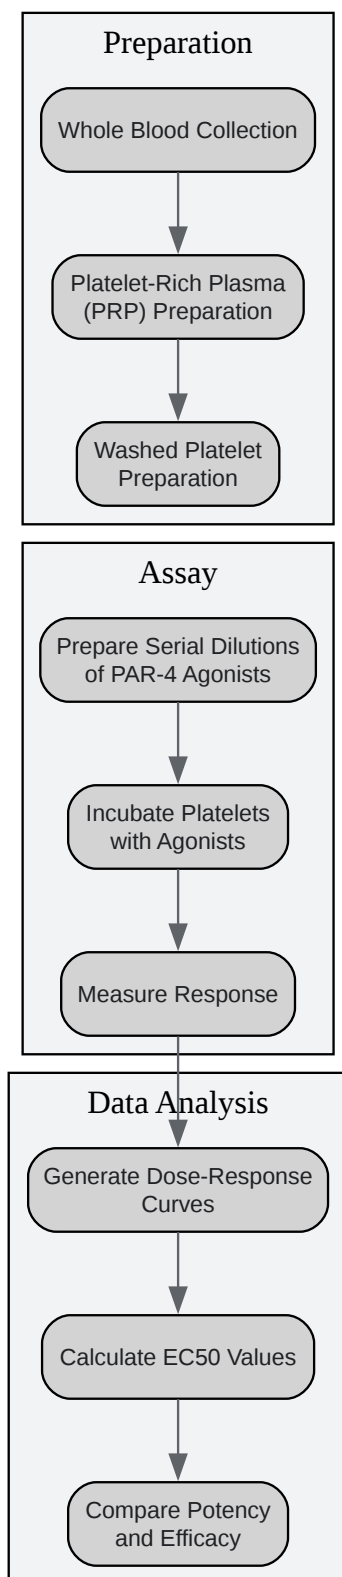 Preparation
Whole Blood Collection
Platelet-Rich Plasma
(PRP) Preparation
Washed Platelet
Preparation
Assay
Prepare Serial Dilutions
of PAR-4 Agonists
Incubate Platelets
with Agonists
Measure Response
Data Analysis
Generate Dose-Response
Curves
Calculate EC50 Values
Compare Potency
and Efficacy